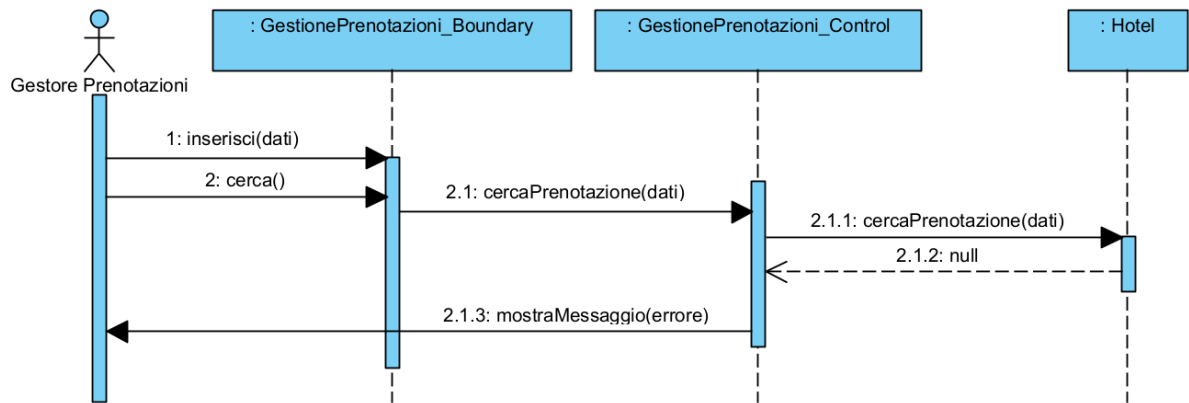 : GestionePrenotazioni_Boundary
: GestionePrenotazioni_Control
: Hotel
Gestore Prenotazioni
1: inserisci(dati)
2: cerca()
2.1: cercaPrenotazione(dati)
2.1.1: cercaPrenotazione(dati)
2.1.2: null
2.1.3: mostraMessaggio(errore)